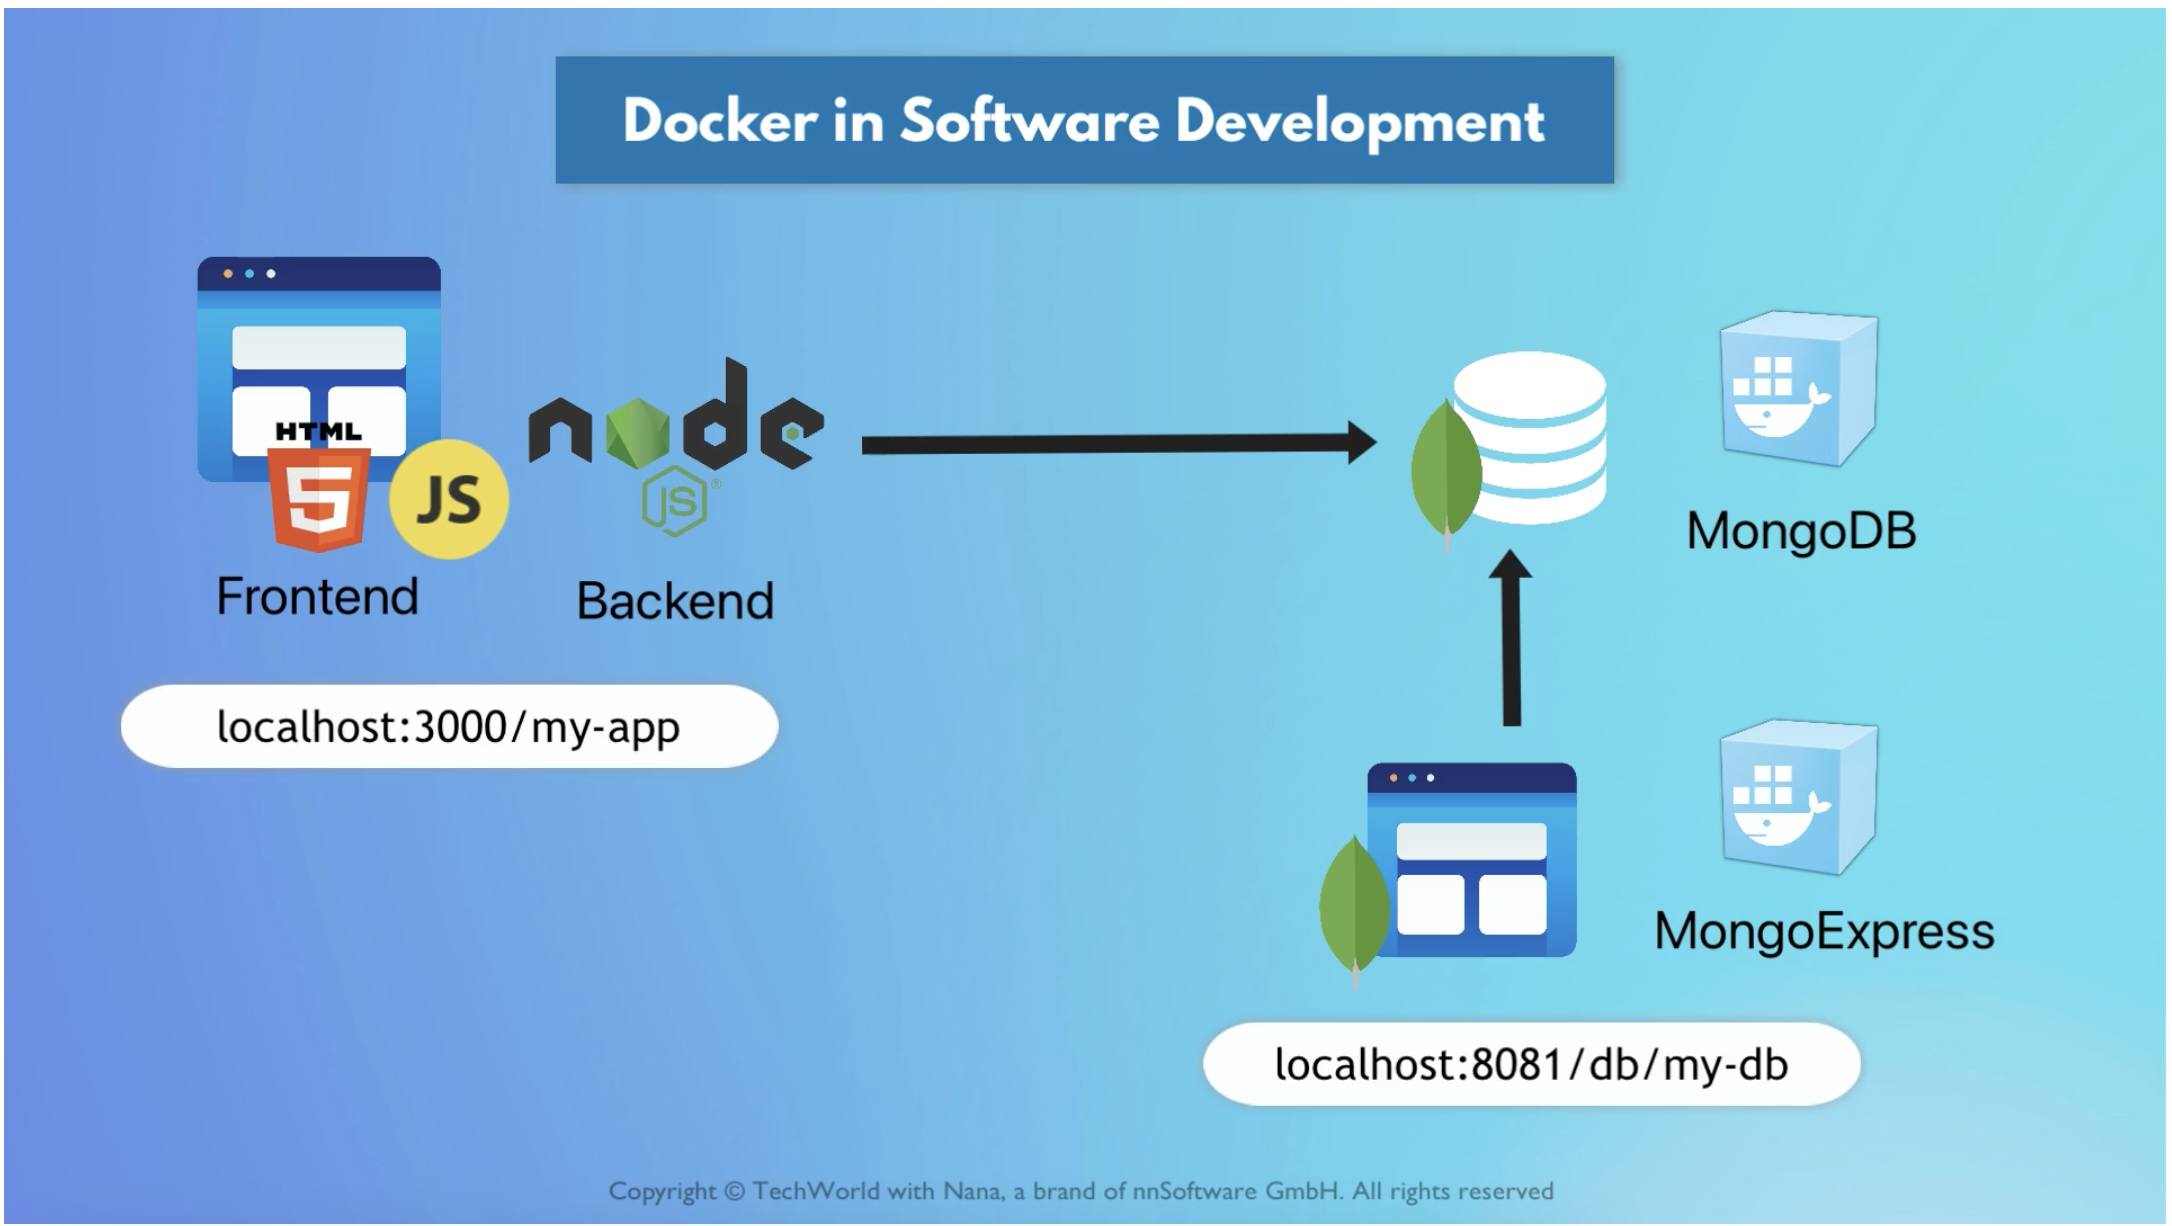 Docker in Software Development
HTML
5
JS
node
JS®
Frontend
Backend
localhost:3000/my-app
MongoDB
MongoExpress
localhost:8081/db/my-db
Copyright © TechWorld with Nana, a brand of nnSoftware GmbH. All rights reserved